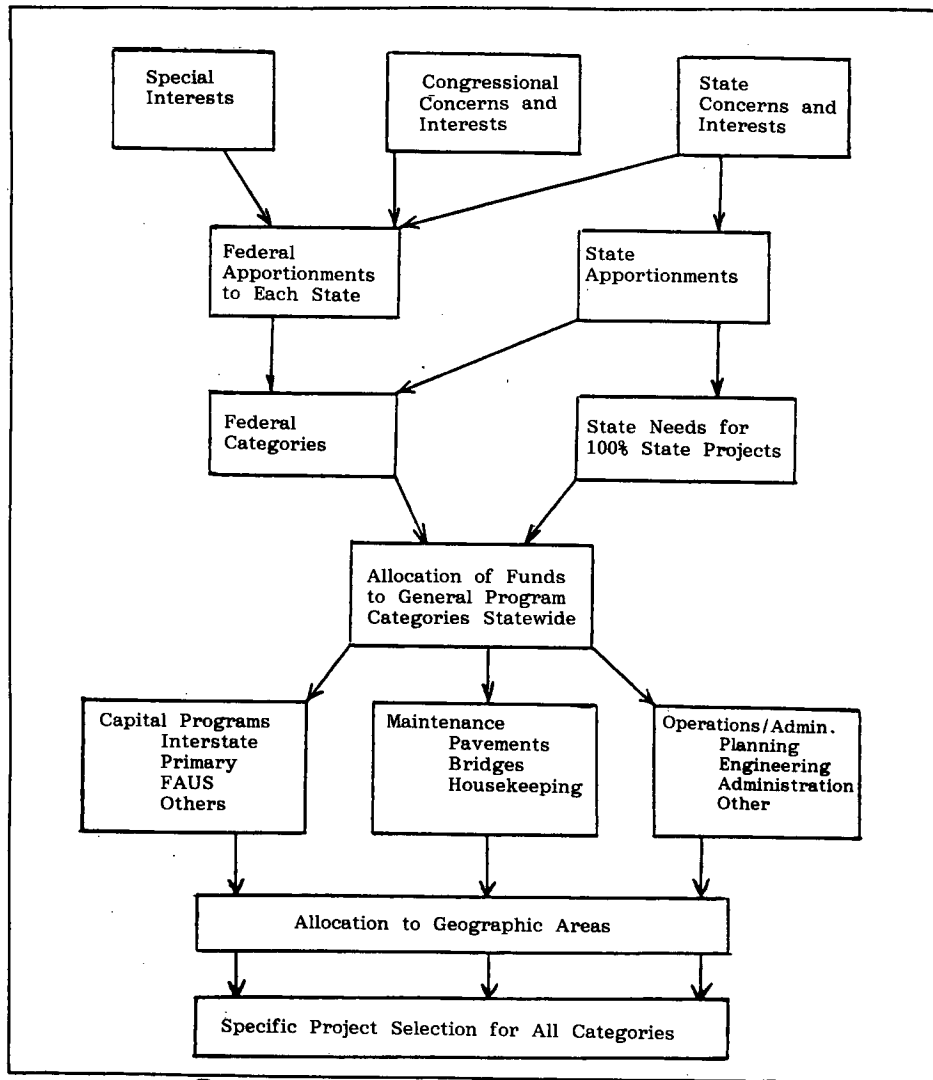 Special
Interests
Congressional
Concerns and
Interests
State
Concerns and
Interests
Federal
Apportionments
to Each State
State
Apportionments
Federal
Categories
State Needs for
100% State Projects
Allocation of Funds
to General Program
Categories Statewide
Capital Programs
Interstate
Primary
FAUS
Others
Maintenance
Pavements
Bridges
Housekeeping
Operations/Admin.
Planning
Engineering
Administration
Other
Allocation to Geographic Areas
Specific Project Selection for All Categories